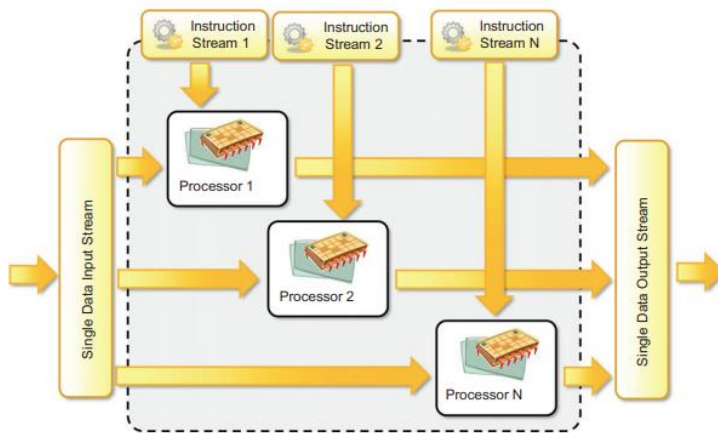 Instruction
Stream 1
Instruction
Stream 2
Instruction
Stream N
Single Data Input Stream
Processor 1
Processor 2
Processor N
Single Data Output Stream